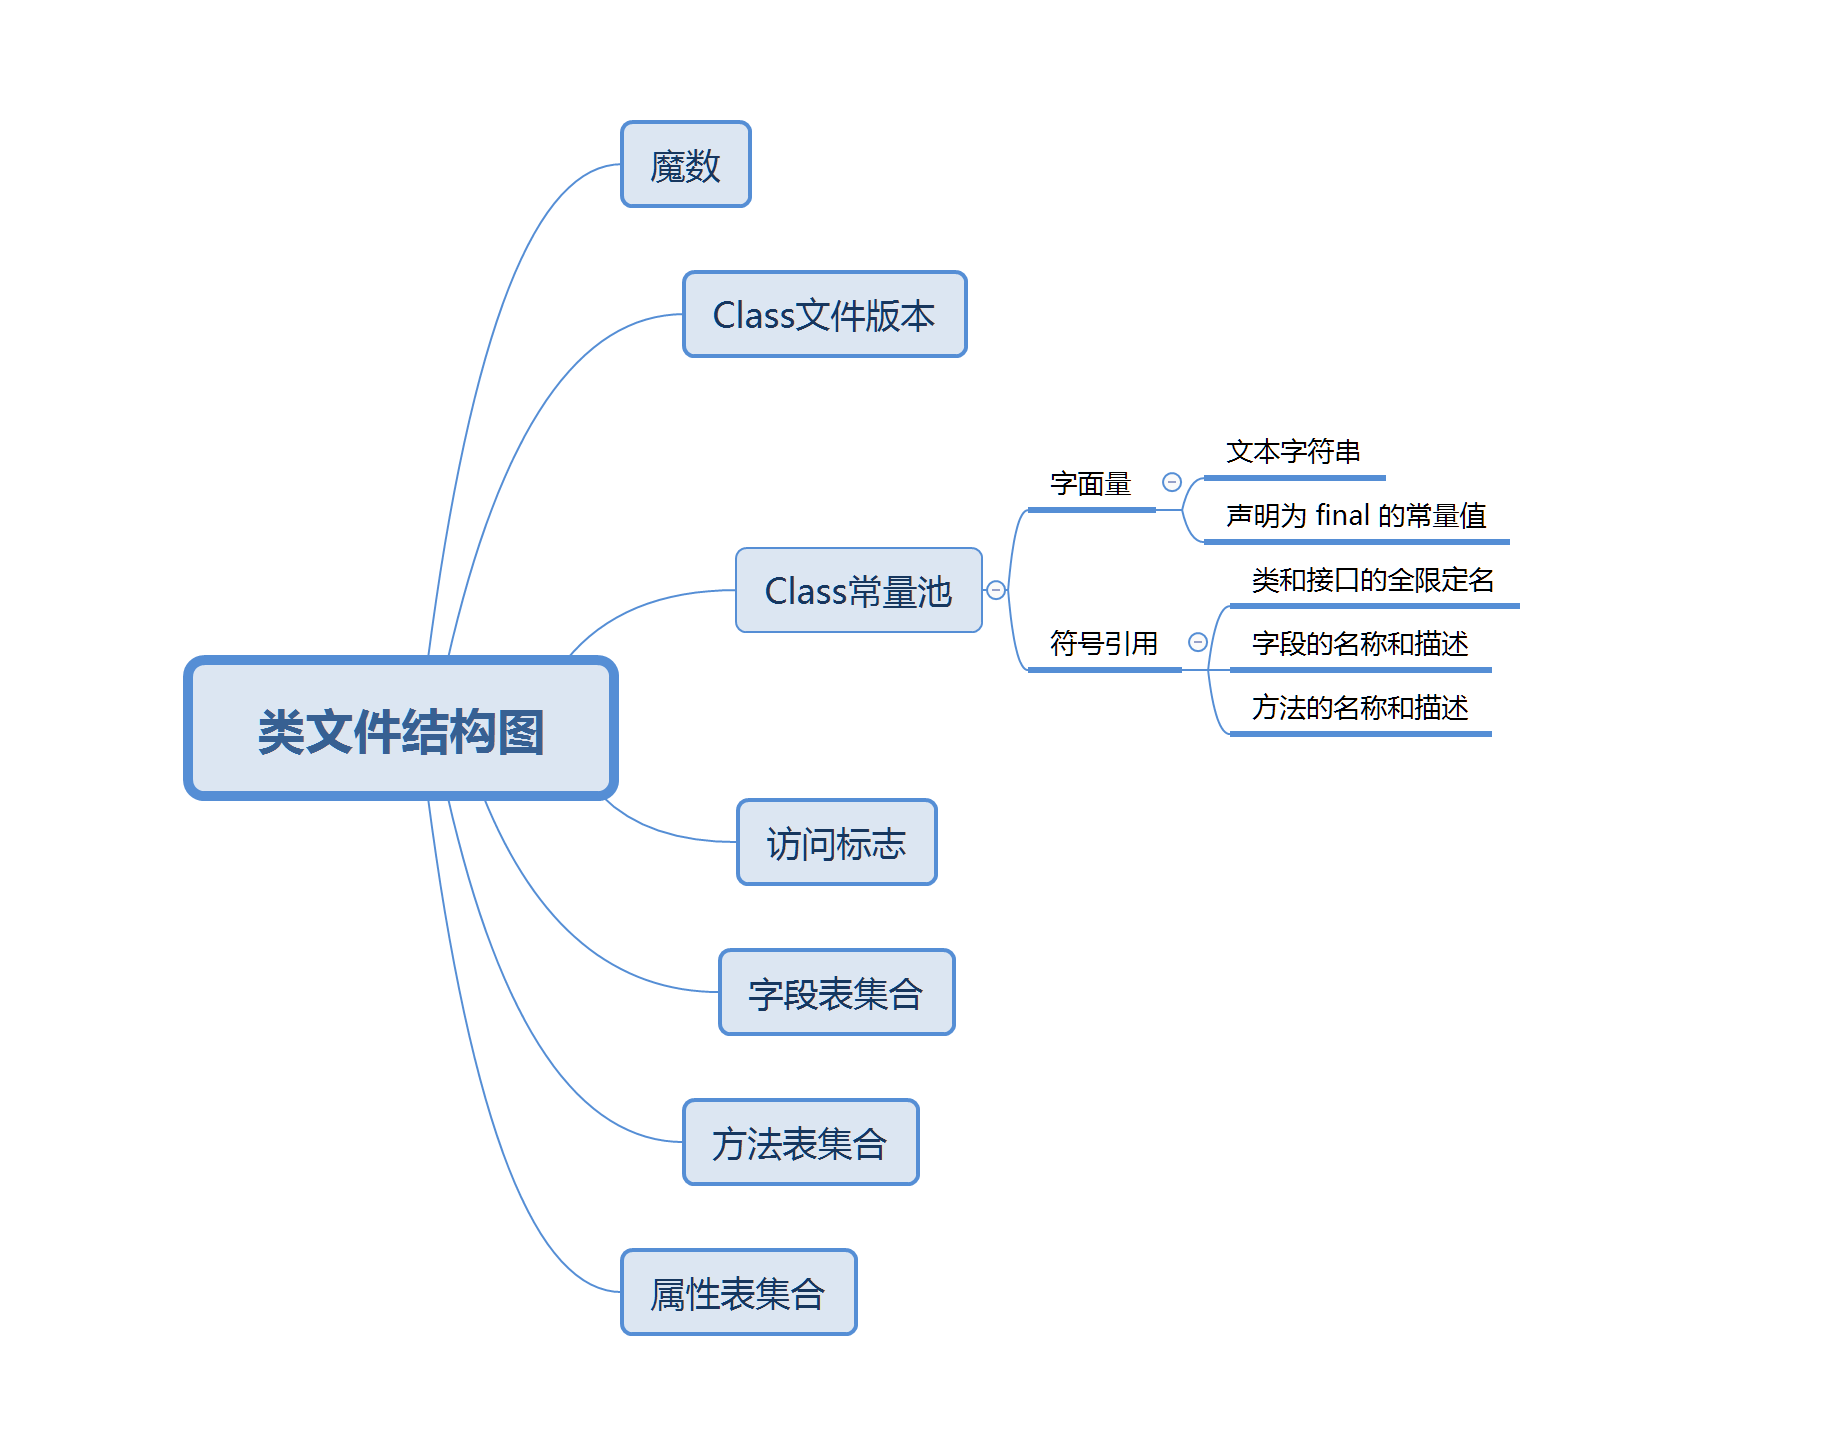 魔数
Class文件版本
文本字符串
字面量
声明为 final 的常量值
Class常量池
类和接口的全限定名
符号引用
字段的名称和描述
方法的名称和描述
类文件结构图
访问标志
字段表集合
方法表集合
属性表集合